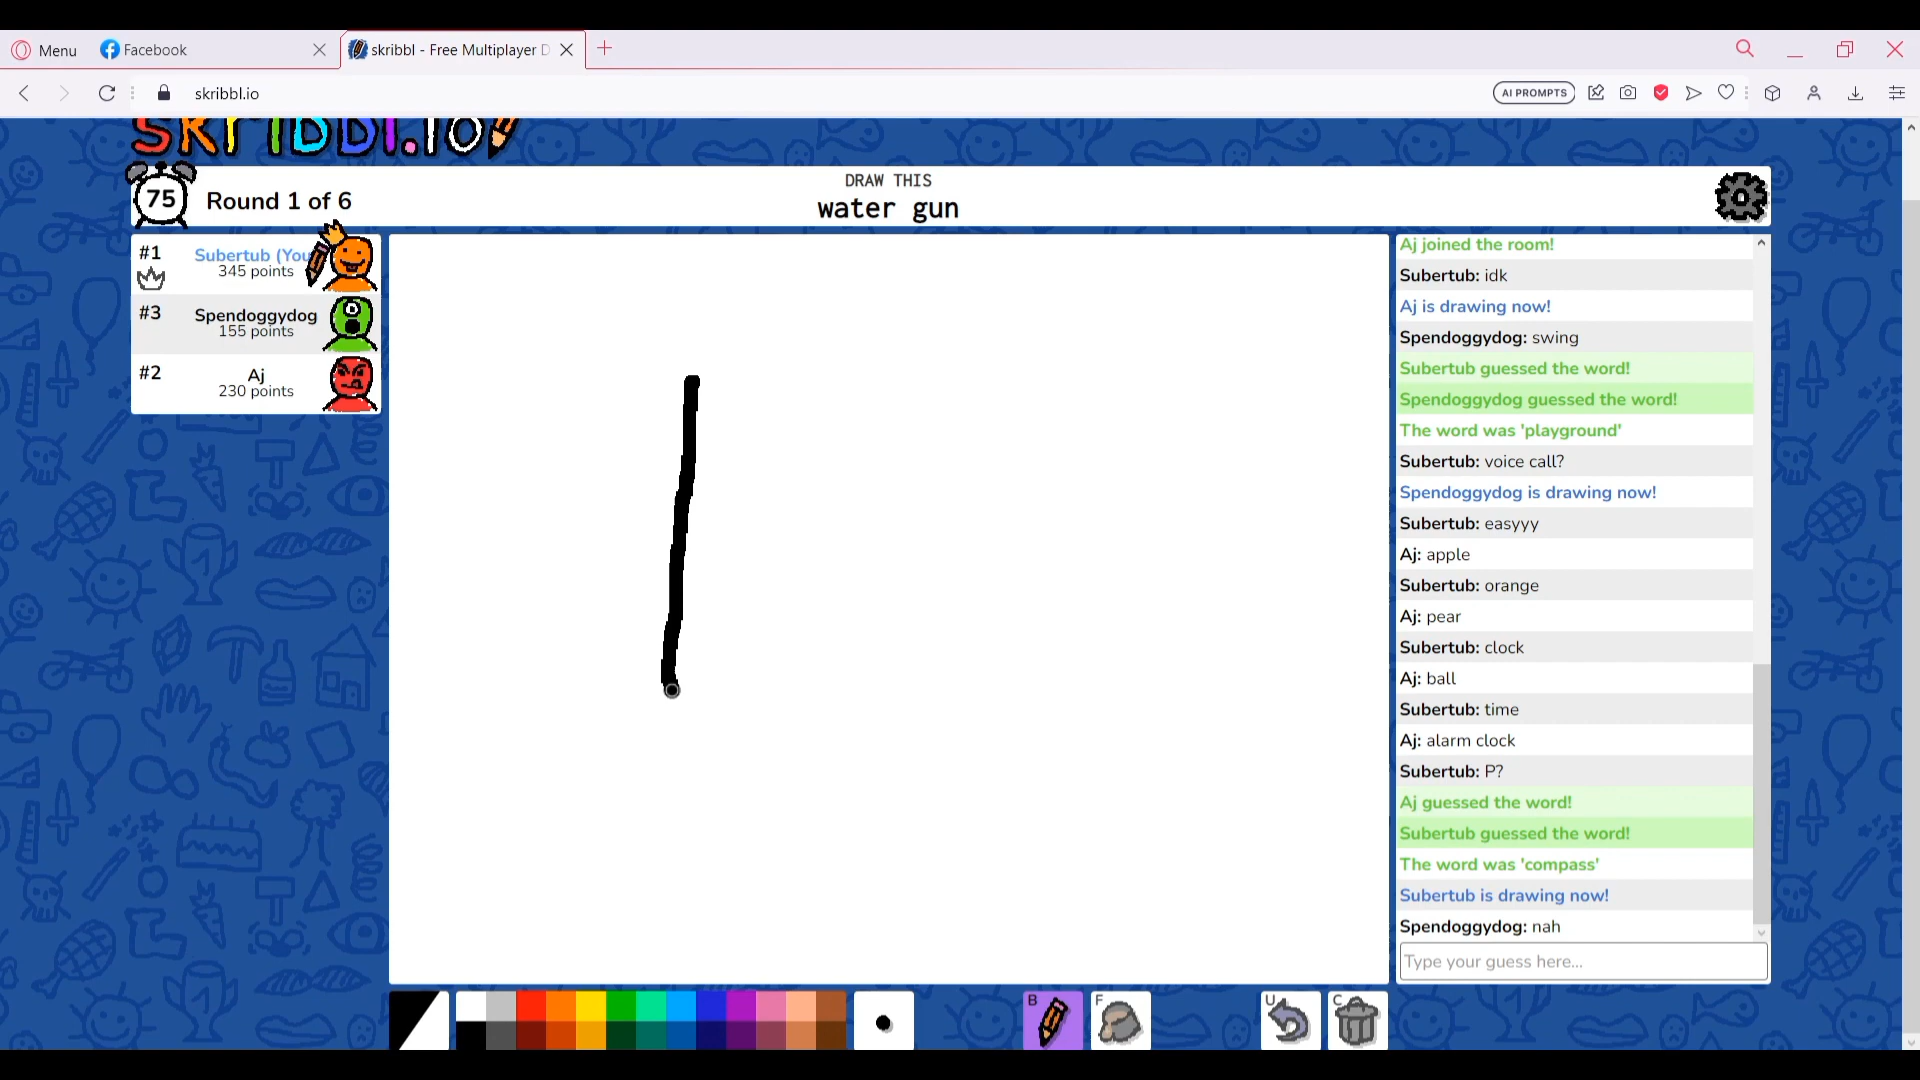 Menu
Facebook
skribbl - Free Multiplayer D
skribbl.io
AI PROMPTS
SKRIBBL.IO
75
Round 1 of 6
DRAW THIS
water gun
#1
Subertub (You
345 points
#3
Spendoggydog
155 points
#2
Aj
230 points
Aj joined the room!
Subertub: idk
Aj is drawing now!
Spendoggydog: swing
Subertub guessed the word!
Spendoggydog guessed the word!
The word was 'playground'
Subertub: voice call?
Spendoggydog is drawing now!
Subertub: easyyy
Aj: apple
Subertub: orange
Aj: pear
Subertub: clock
Aj: ball
Subertub: time
Aj: alarm clock
Subertub: P?
Aj guessed the word!
Subertub guessed the word!
The word was 'compass'
Subertub is drawing now!
Spendoggydog: nah
Type your guess here...
B
F
U
C